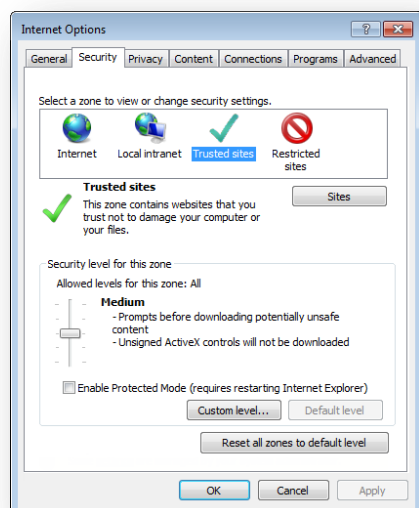 Internet Options
General Security Privacy Content Connections Programs Advanced
Select a zone to view or change security settings.
Internet Local intranet Trusted sites Restricted
sites
Trusted sites
Sites
This zone contains websites that you
trust not to damage your computer or
your files.
Security level for this zone
Allowed levels for this zone: All
Medium
- Prompts before downloading potentially unsafe
content
- Unsigned ActiveX controls will not be downloaded
Enable Protected Mode (requires restarting Internet Explorer)
Custom level... Default level
Reset all zones to default level
OK Cancel Apply